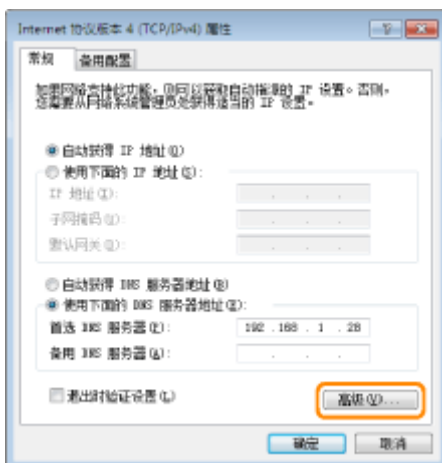 Internet 协议版本 4 (TCP/IPv4) 属性
常规 备用配置
如果网络支持此功能，则可以获取自动指派的 IP 设置。否则，
您需要从网络系统管理员处获得适当的 IP 设置。
自动获得 IP 地址(O)
使用下面的 IP 地址(S):
IP 地址(I):
子网掩码(U):
默认网关(D):
自动获得 DNS 服务器地址(B)
使用下面的 DNS 服务器地址(E):
首选 DNS 服务器(P): 192 . 168 . 1 . 28
备用 DNS 服务器(A):
退出时验证设置(L)
高级(V)...
确定 取消